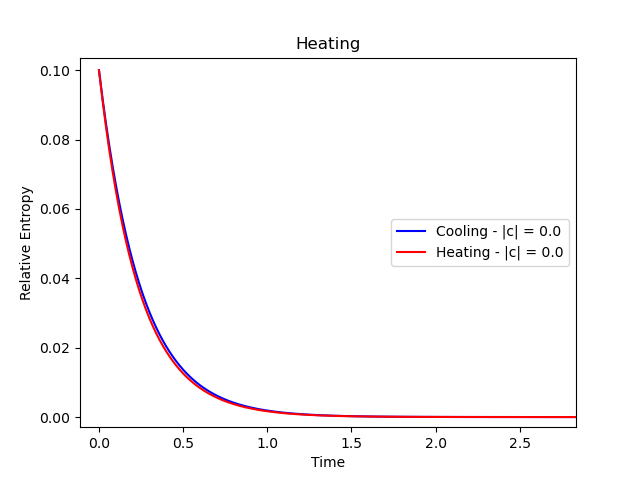 Heating
0.10
0.08
0.06
0.04
0.02
0.00
Relative Entropy
Cooling - |c| = 0.0
Heating - |c| = 0.0
0.0 0.5 1.0 1.5 2.0 2.5
Time